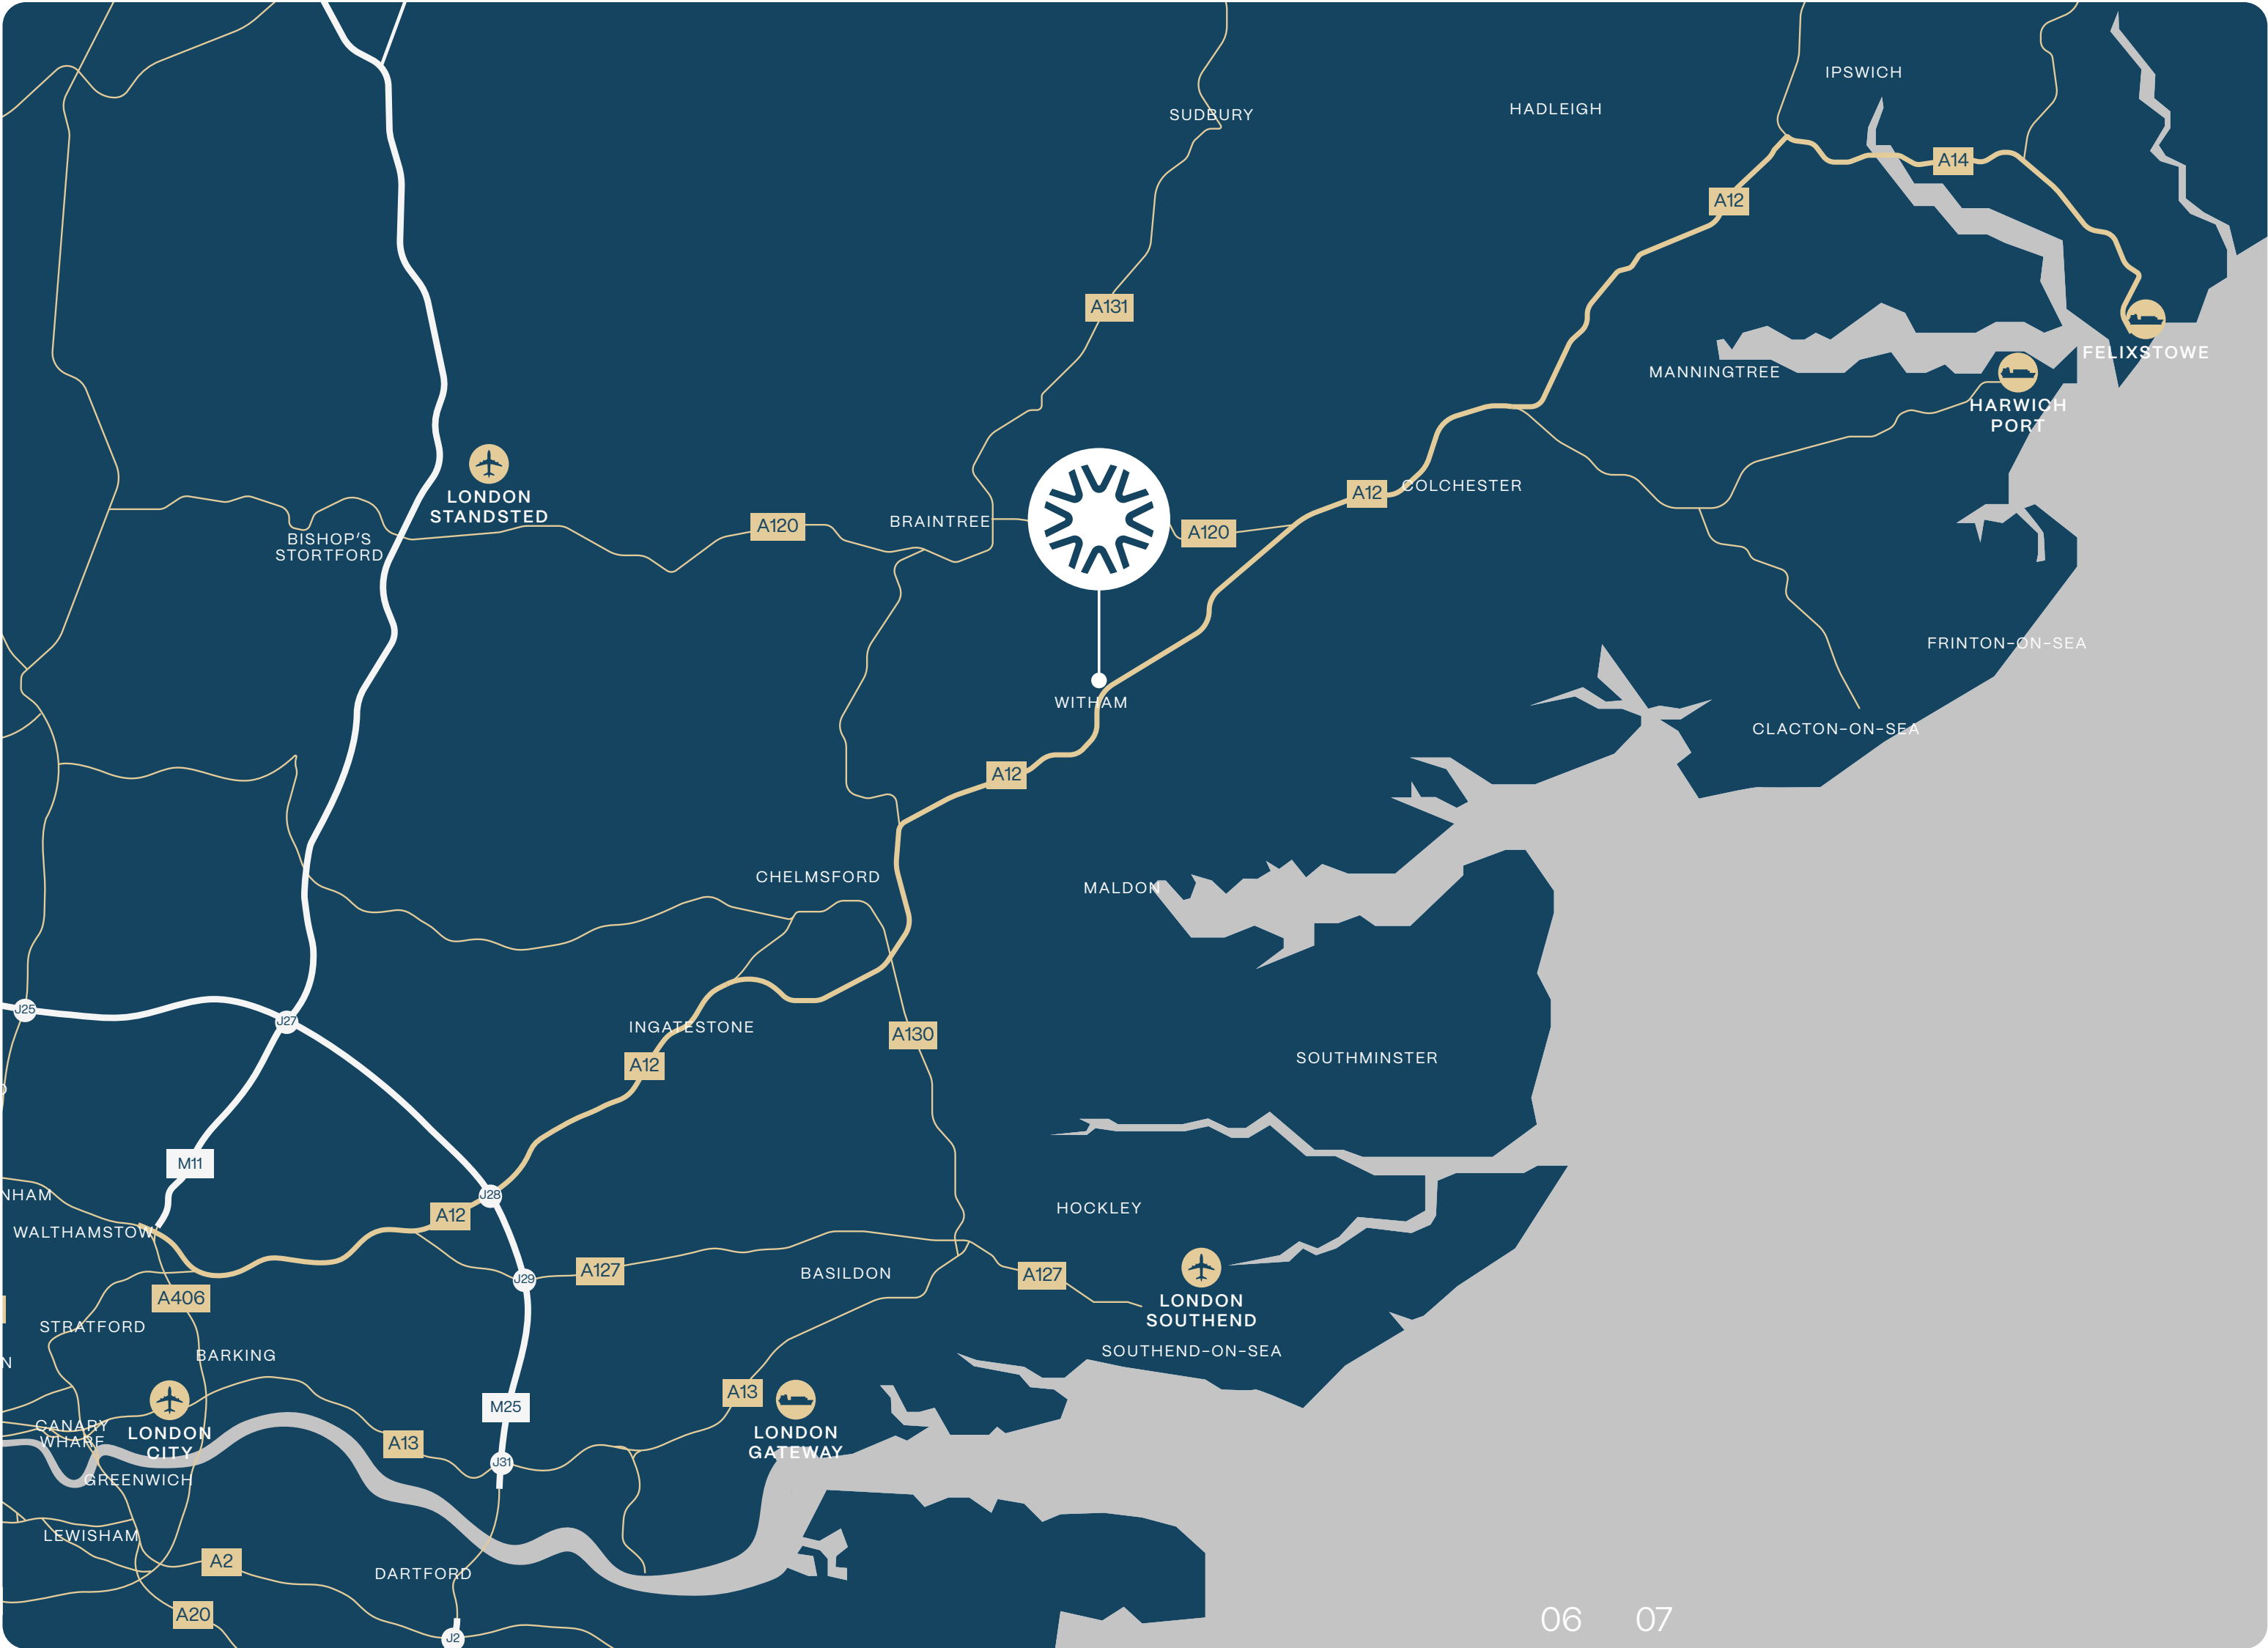 IPSWICH
SUDBURY
HADLEIGH
A14
A12
A131
FELIXSTOWE
MANNINGTREE
HARWICH
PORT
LONDON
STANDSTED
COLCHESTER
A12
BRAINTREE
A120
A120
BISHOP'S
STORTFORD
FRINTON-ON-SEA
WITHAM
CLACTON-ON-SEA
A12
CHELMSFORD
MALDON
J25
J27
INGATESTONE
A130
SOUTHMINSTER
A12
M11
NHAM
J28
HOCKLEY
A12
WALTHAMSTOW
A127
BASILDON
A127
J29
A406
LONDON
SOUTHEND
STRATFORD
SOUTHEND-ON-SEA
BARKING
N
A13
M25
CANARY
WHARF
LONDON
CITY
LONDON
GATEWAY
A13
J31
GREENWICH
LEWISHAM
A2
DARTFORD
A20
J2
06 07